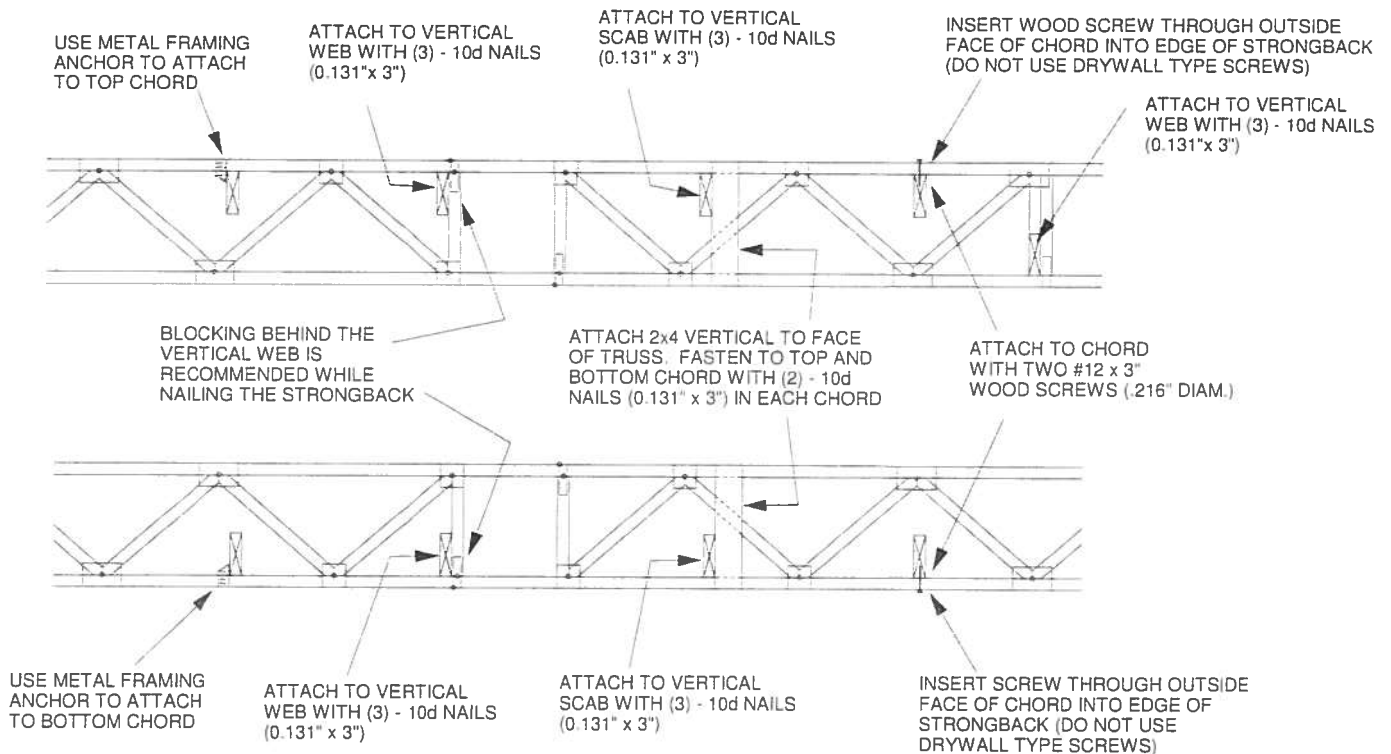 USE METAL FRAMING
ANCHOR TO ATTACH
TO TOP CHORD
ATTACH TO VERTICAL
WEB WITH (3) - 10d NAILS
(0.131"x 3")
ATTACH TO VERTICAL
SCAB WITH (3) - 10d NAILS
(0.131" x 3")
INSERT WOOD SCREW THROUGH OUTSIDE
FACE OF CHORD INTO EDGE OF STRONGBACK
(DO NOT USE DRYWALL TYPE SCREWS)
ATTACH TO VERTICAL
WEB WITH (3) - 10d NAILS
(0.131"x 3")
BLOCKING BEHIND THE
VERTICAL WEB IS
RECOMMENDED WHILE
NAILING THE STRONGBACK
ATTACH 2x4 VERTICAL TO FACE
OF TRUSS. FASTEN TO TOP AND
BOTTOM CHORD WITH (2) - 10d
NAILS (0.131" x 3") IN EACH CHORD
ATTACH TO CHORD
WITH TWO #12 x 3"
WOOD SCREWS (.216" DIAM.)
USE METAL FRAMING
ANCHOR TO ATTACH
TO BOTTOM CHORD
ATTACH TO VERTICAL
WEB WITH (3) - 10d NAILS
(0.131" x 3")
ATTACH TO VERTICAL
SCAB WITH (3) - 10d NAILS
(0.131" x 3")
INSERT SCREW THROUGH OUTSIDE
FACE OF CHORD INTO EDGE OF
STRONGBACK (DO NOT USE
DRYWALL TYPE SCREWS)